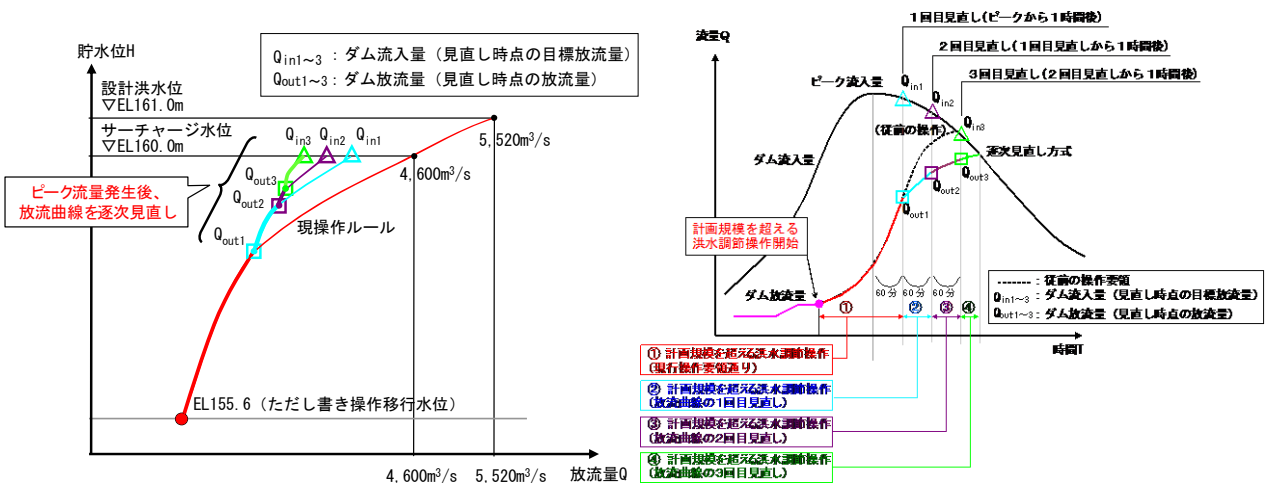 貯水位H
Qin1～3 : ダム流入量（見直し時点の目標放流量）
Qout1～3 : ダム放流量（見直し時点の放流量）
設計洪水位
▽EL161.0m
サーチャージ水位
▽EL160.0m
Qin3
Qin2
Qin1
5,520m³/s
4,600m³/s
Qout3
Qout2
Qout1
ピーク流量発生後、
放流曲線を逐次見直し
現操作ルール
EL155.6（ただし書き操作移行水位）
4,600m³/s
5,520m³/s
放流量Q
流量Q
1回目見直し(ピークから1時間後)
2回目見直し(1回目見直しから1時間後)
3回目見直し(2回目見直しから1時間後)
ピーク流入量
Qin1
Qin2
Qin3
(従前の操作)
逐次見直し方式
ダム流入量
Qout3
Qout2
Qout1
計画規模を超える
洪水調節操作開始
ダム放流量
60分
60分
60分
①
②
③
④
------ : 従前の操作要領
Qin1～3 : ダム流入量（見直し時点の目標放流量）
Qout1～3 : ダム放流量（見直し時点の放流量）
時間T
① 計画規模を超える洪水調節操作
(現行操作要領通り)
② 計画規模を超える洪水調節操作
(放流曲線の1回目見直し)
③ 計画規模を超える洪水調節操作
(放流曲線の2回目見直し)
④ 計画規模を超える洪水調節操作
(放流曲線の3回目見直し)